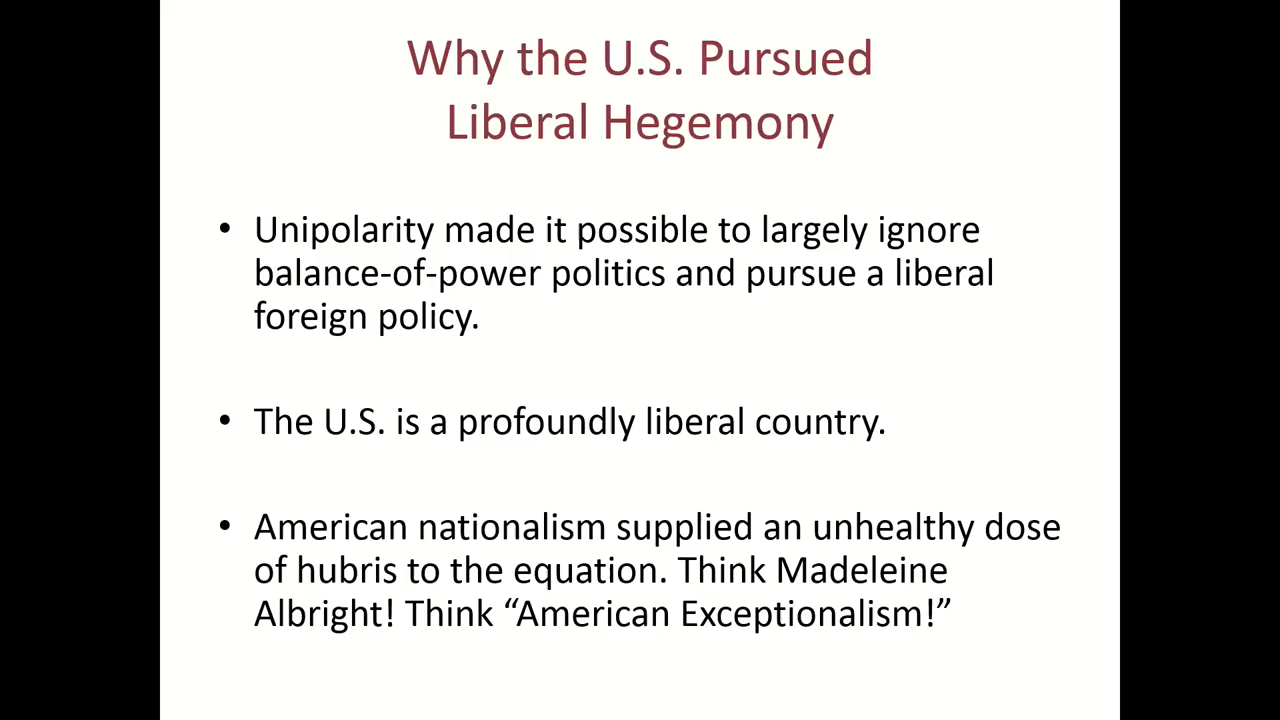 Why the U.S. Pursued
Liberal Hegemony
• Unipolarity made it possible to largely ignore
balance-of-power politics and pursue a liberal
foreign policy.
• The U.S. is a profoundly liberal country.
• American nationalism supplied an unhealthy dose
of hubris to the equation. Think Madeleine
Albright! Think “American Exceptionalism!”